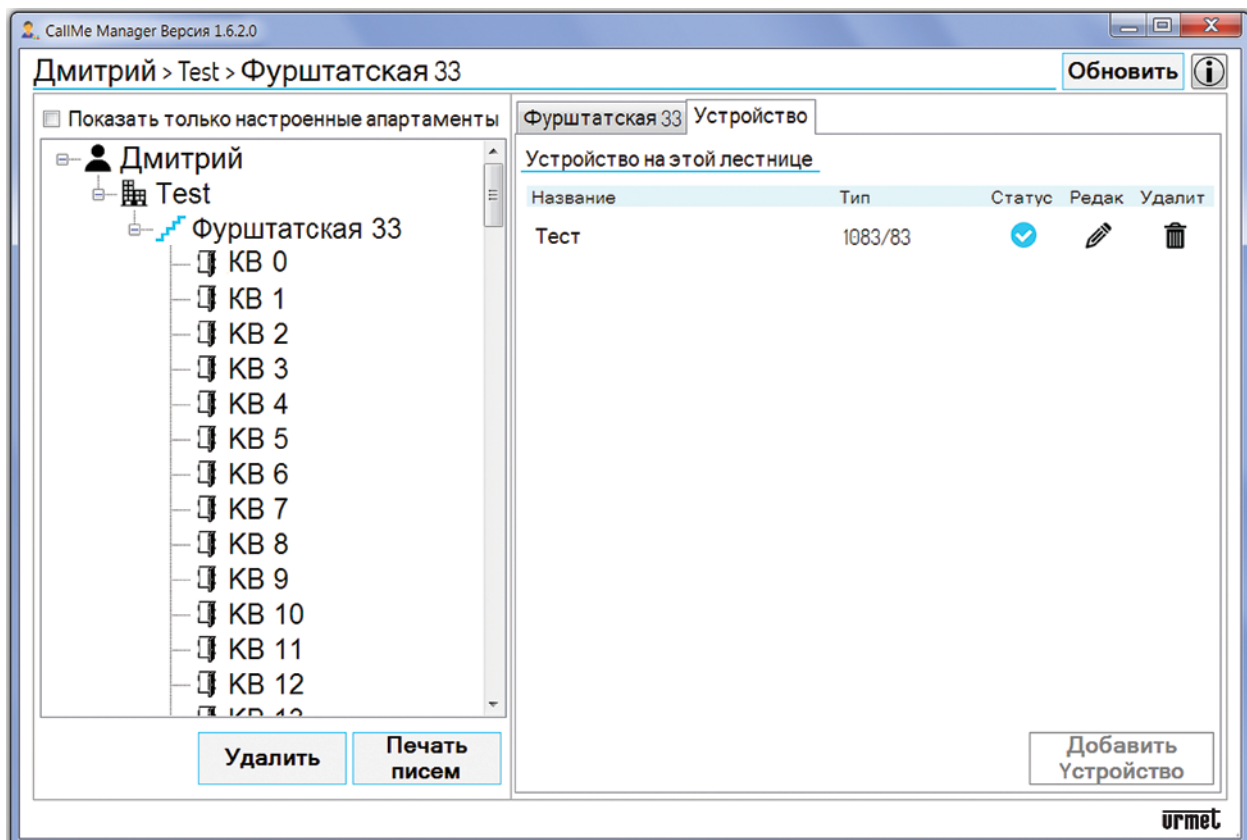 CallMe Manager Версия 1.6.2.0
Дмитрий > Test > Фурштатская 33
Обновить
Показать только настроенные апартаменты
Дмитрий
Test
Фурштатская 33
КВ 0
КВ 1
КВ 2
КВ 3
КВ 4
КВ 5
КВ 6
КВ 7
КВ 8
КВ 9
КВ 10
КВ 11
КВ 12
Удалить
Печать
писем
Фурштатская 33 Устройство
Устройство на этой лестнице
Название Тип Статус Редак Удалит
Тест 1083/83
Добавить
Устройство
urmet